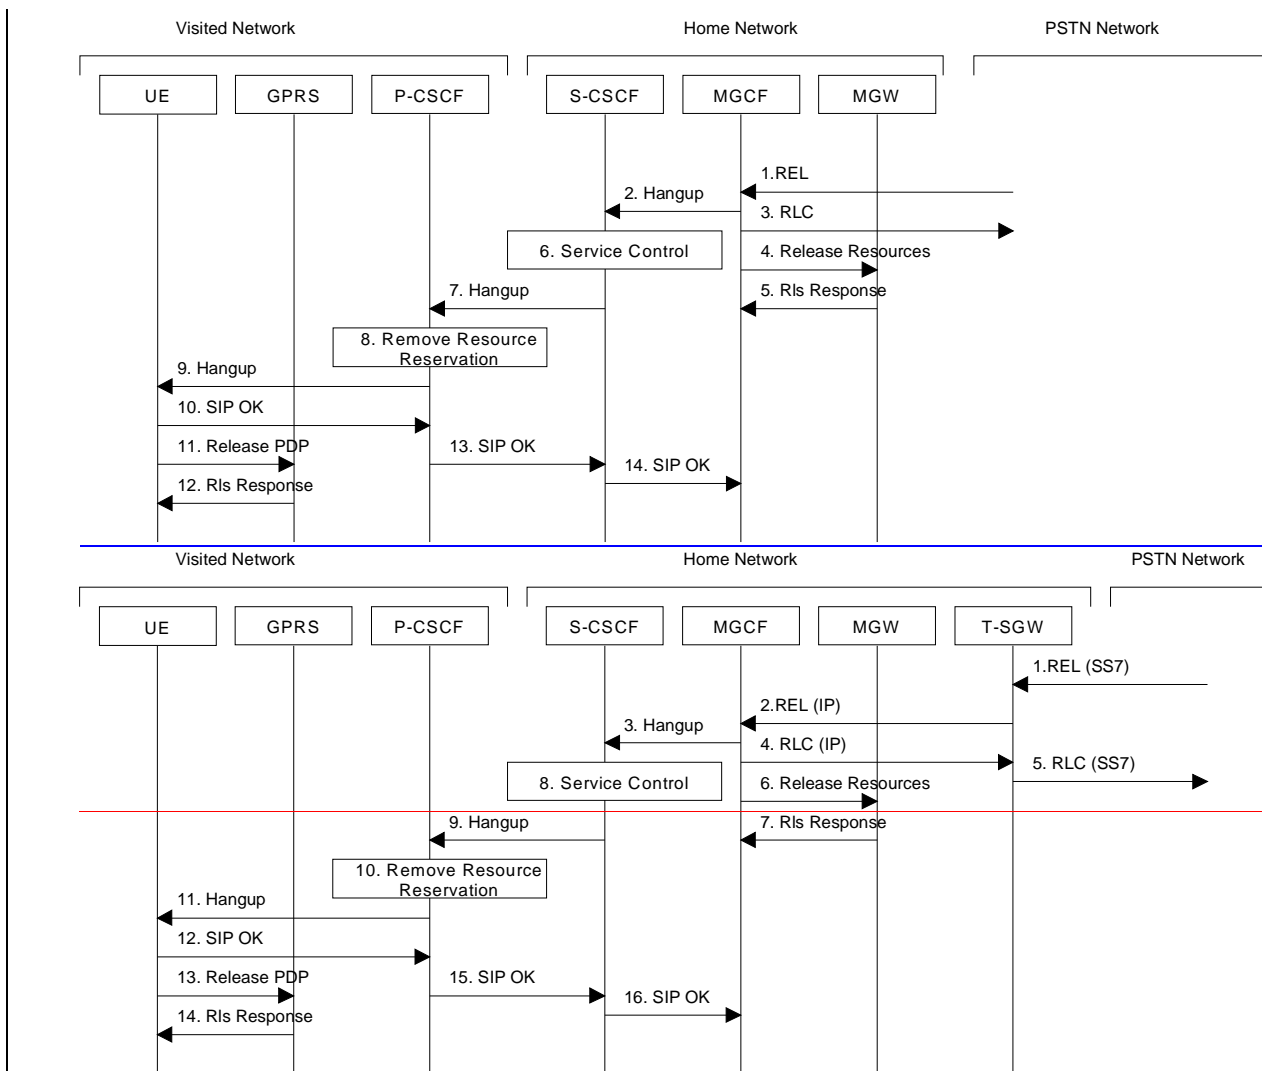 Visited Network
Home Network
PSTN Network
UE
GPRS
P-CSCF
S-CSCF
MGCF
MGW
1.REL
2. Hangup
3. RLC
6. Service Control
4. Release Resources
7. Hangup
5. Rls Response
8. Remove Resource
Reservation
9. Hangup
10. SIP OK
11. Release PDP
13. SIP OK
14. SIP OK
12. Rls Response
Visited Network
Home Network
PSTN Network
UE
GPRS
P-CSCF
S-CSCF
MGCF
MGW
T-SGW
1.REL (SS7)
2.REL (IP)
3. Hangup
4. RLC (IP)
5. RLC (SS7)
8. Service Control
6. Release Resources
9. Hangup
7. Rls Response
10. Remove Resource
Reservation
11. Hangup
12. SIP OK
13. Release PDP
15. SIP OK
16. SIP OK
14. Rls Response